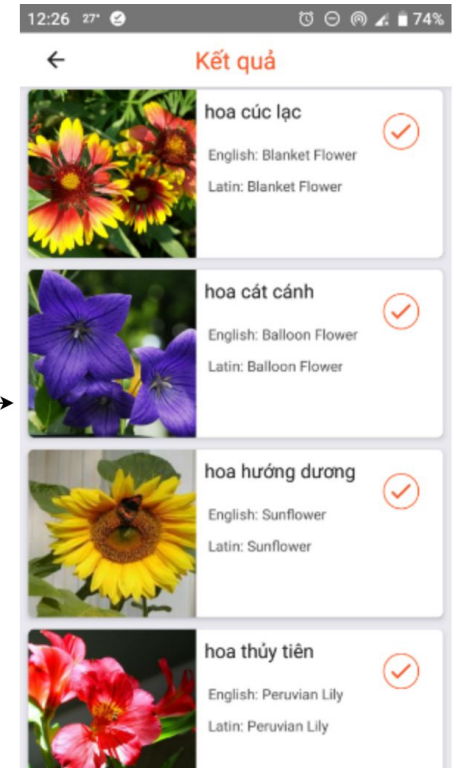 12:26 27° 74%
Kết quả
hoa cúc lạc
English: Blanket Flower
Latin: Blanket Flower
hoa cát cánh
English: Balloon Flower
Latin: Balloon Flower
hoa hướng dương
English: Sunflower
Latin: Sunflower
hoa thủy tiên
English: Peruvian Lily
Latin: Peruvian Lily